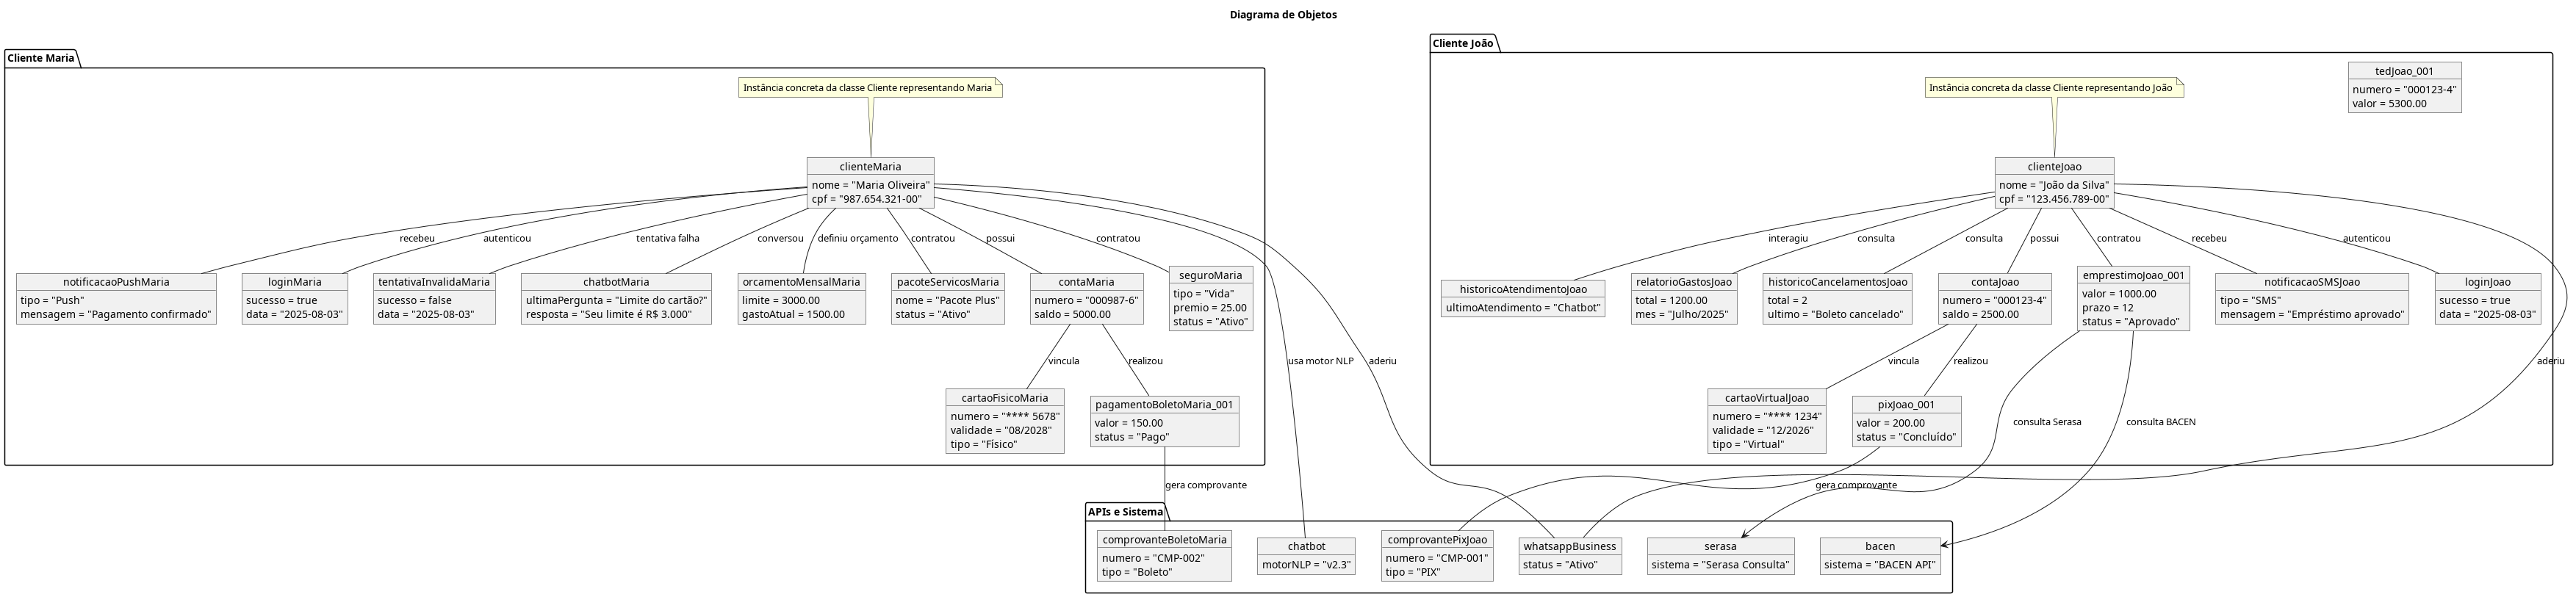 Diagrama de Objetos
Cliente Maria
Instância concreta da classe Cliente representando Maria
clienteMaria
nome = "Maria Oliveira"
cpf = "987.654.321-00"
recebeu
autenticou
tentativa falha
conversou
definiu orçamento
contratou
possui
contratou
notificacaoPushMaria
tipo = "Push"
mensagem = "Pagamento confirmado"
loginMaria
sucesso = true
data = "2025-08-03"
tentativaInvalidaMaria
sucesso = false
data = "2025-08-03"
chatbotMaria
ultimaPergunta = "Limite do cartão?"
resposta = "Seu limite é R$ 3.000"
orcamentoMensalMaria
limite = 3000.00
gastoAtual = 1500.00
pacoteServicosMaria
nome = "Pacote Plus"
status = "Ativo"
contaMaria
numero = "000987-6"
saldo = 5000.00
seguroMaria
tipo = "Vida"
premio = 25.00
status = "Ativo"
vincula
realizou
usa motor NLP
aderiu
cartaoFisicoMaria
numero = "**** 5678"
validade = "08/2028"
tipo = "Físico"
pagamentoBoletoMaria_001
valor = 150.00
status = "Pago"
gera comprovante
Cliente João
tedJoao_001
numero = "000123-4"
valor = 5300.00
Instância concreta da classe Cliente representando João
clienteJoao
nome = "João da Silva"
cpf = "123.456.789-00"
interagiu
consulta
consulta
possui
contratou
recebeu
autenticou
historicoAtendimentoJoao
ultimoAtendimento = "Chatbot"
relatorioGastosJoao
total = 1200.00
mes = "Julho/2025"
historicoCancelamentosJoao
total = 2
ultimo = "Boleto cancelado"
contaJoao
numero = "000123-4"
saldo = 2500.00
emprestimoJoao_001
valor = 1000.00
prazo = 12
status = "Aprovado"
notificacaoSMSJoao
tipo = "SMS"
mensagem = "Empréstimo aprovado"
loginJoao
sucesso = true
data = "2025-08-03"
vincula
realizou
aderiu
cartaoVirtualJoao
numero = "**** 1234"
validade = "12/2026"
tipo = "Virtual"
pixJoao_001
valor = 200.00
status = "Concluído"
consulta Serasa
consulta BACEN
gera comprovante
APIs e Sistema
comprovanteBoletoMaria
numero = "CMP-002"
tipo = "Boleto"
chatbot
motorNLP = "v2.3"
comprovantePixJoao
numero = "CMP-001"
tipo = "PIX"
whatsappBusiness
status = "Ativo"
serasa
sistema = "Serasa Consulta"
bacen
sistema = "BACEN API"